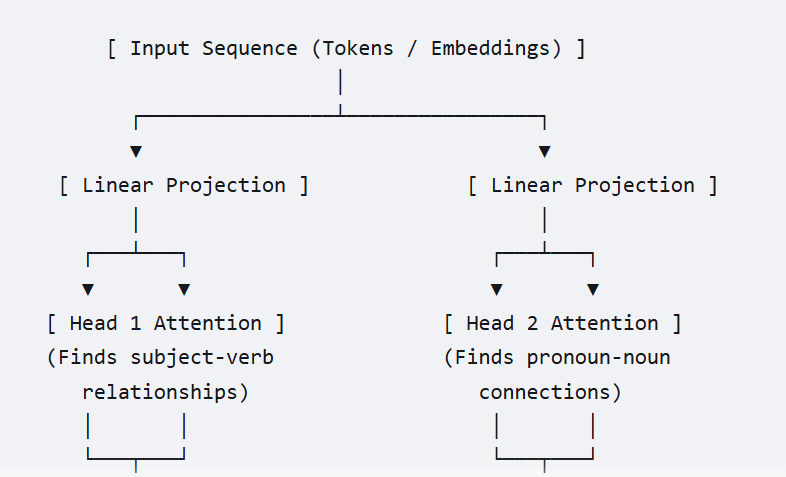 [ Input Sequence (Tokens / Embeddings) ]
[ Linear Projection ] [ Linear Projection ]
[ Head 1 Attention ] [ Head 2 Attention ]
(Finds subject-verb (Finds pronoun-noun
relationships) connections)